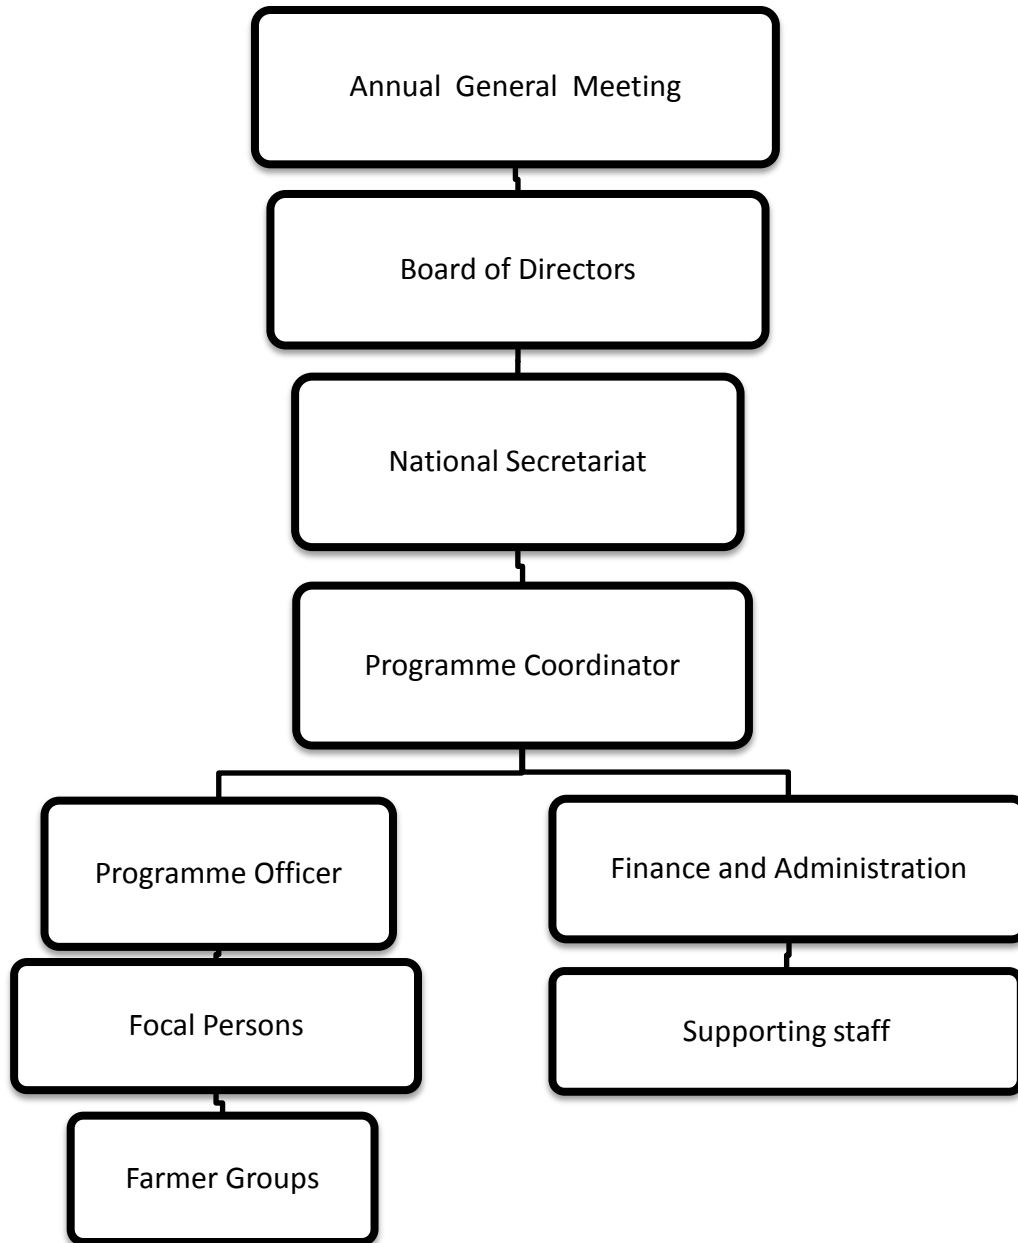 Annual General Meeting
Board of Directors
National Secretariat
Programme Coordinator
Programme Officer
Finance and Administration
Focal Persons
Supporting staff
Farmer Groups